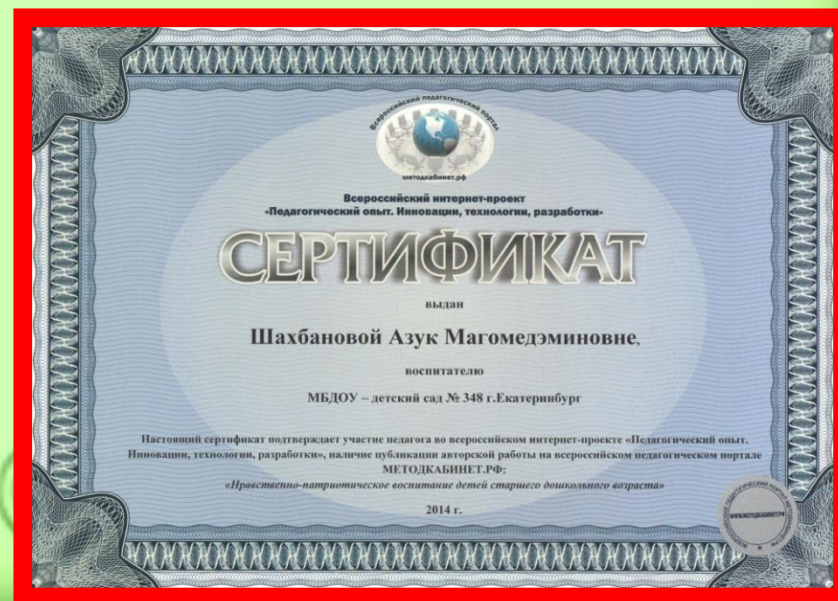 Всероссийский педагогический портал
методкабинет.рф
Всероссийский интернет-проект
«Педагогический опыт. Инновации, технологии, разработки»
СЕРТИФИКАТ
выдан
Шахбановой Азук Магомедэминовне,
воспитателю
МБДОУ – детский сад № 348 г.Екатеринбург
Настоящий сертификат подтверждает участие педагога во всероссийском интернет-проекте «Педагогический опыт.
Инновации, технологии, разработки», наличие публикации авторской работы на всероссийском педагогическом портале
МЕТОДКАБИНЕТ.РФ:
«Нравственно-патриотическое воспитание детей старшего дошкольного возраста»
2014 г.
WWW.МЕТОДКАБИНЕТ.РФ